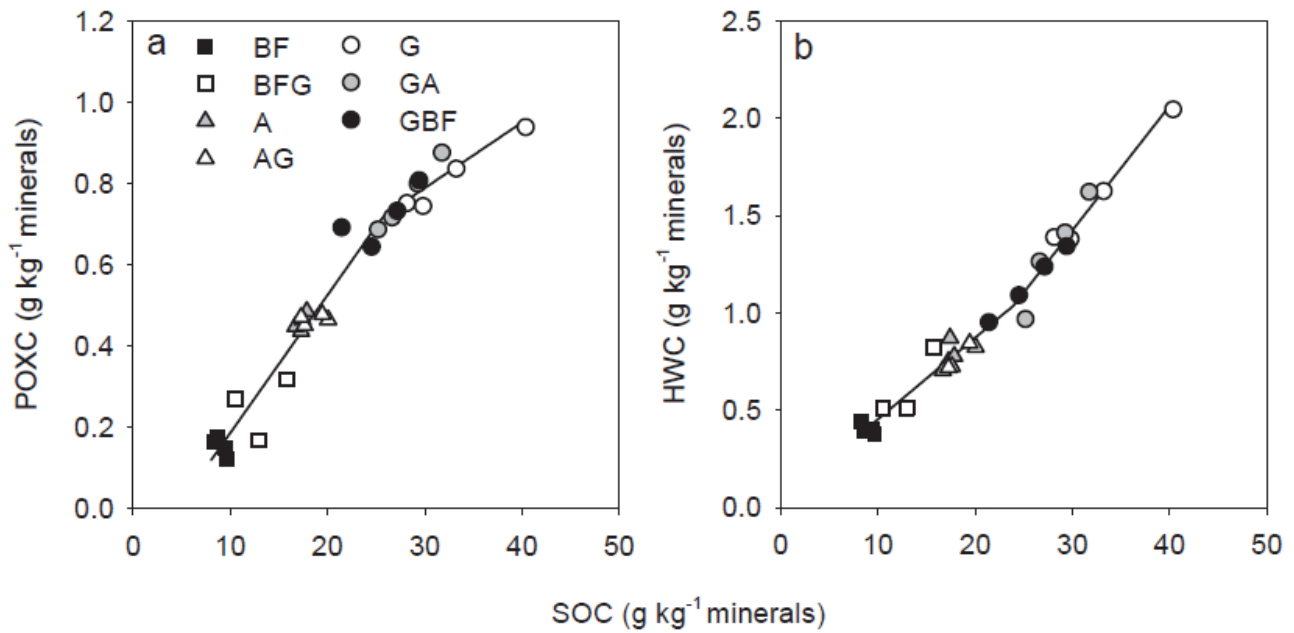 a
BF
G
BFG
GA
A
GBF
AG
1.2
1.0
0.8
0.6
0.4
0.2
0.0
POXC (g kg⁻¹ minerals)
0 10 20 30 40 50
b
2.5
2.0
1.5
1.0
0.5
0.0
HWC (g kg⁻¹ minerals)
0 10 20 30 40 50
SOC (g kg⁻¹ minerals)